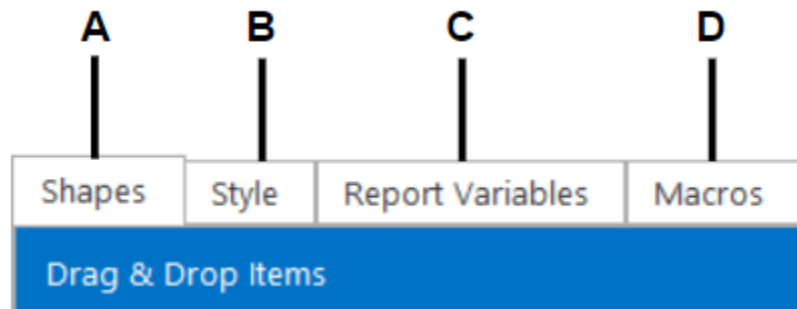 A B C D
Shapes Style Report Variables Macros
Drag & Drop Items